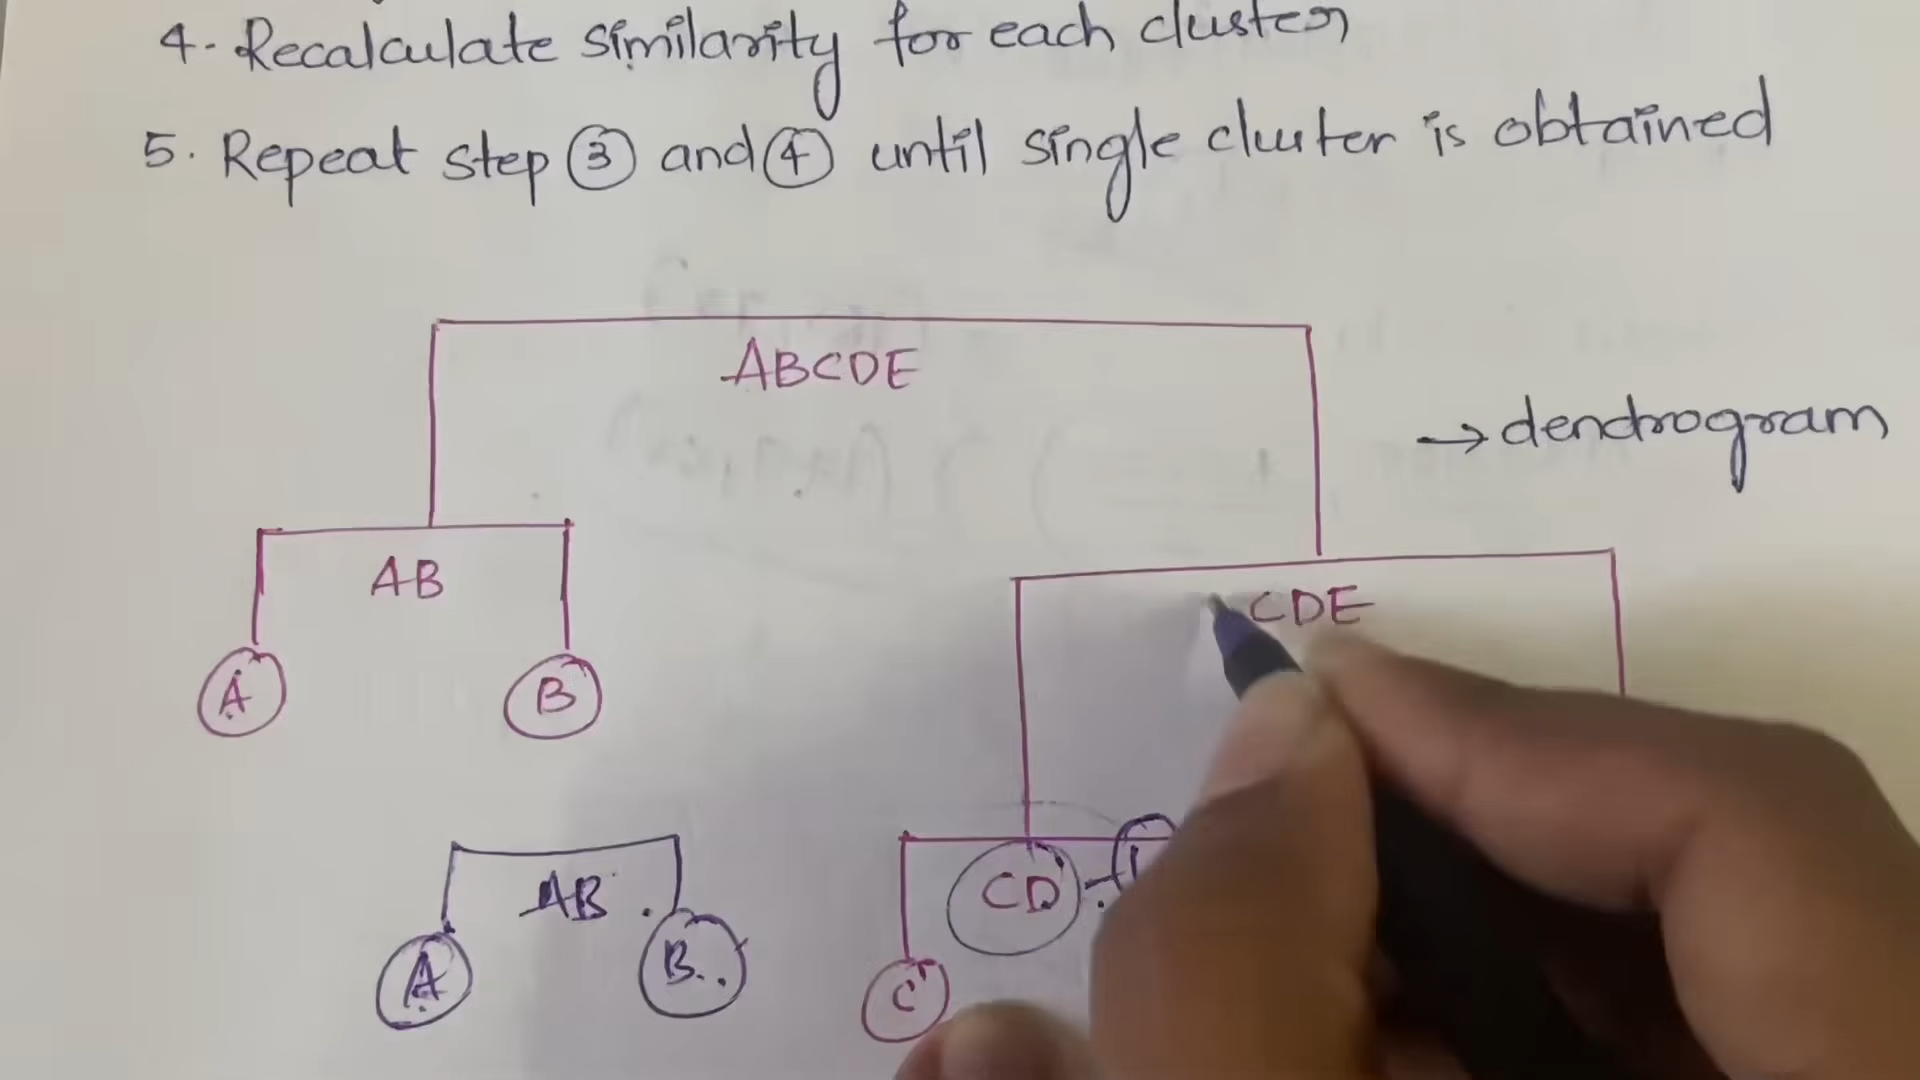 4. Recalculate similarity for each cluster
5. Repeat step ③ and ④ until single cluster is obtained
ABCDE
→ dendrogram
AB
CDE
A
B
AB
CD
A
B
C